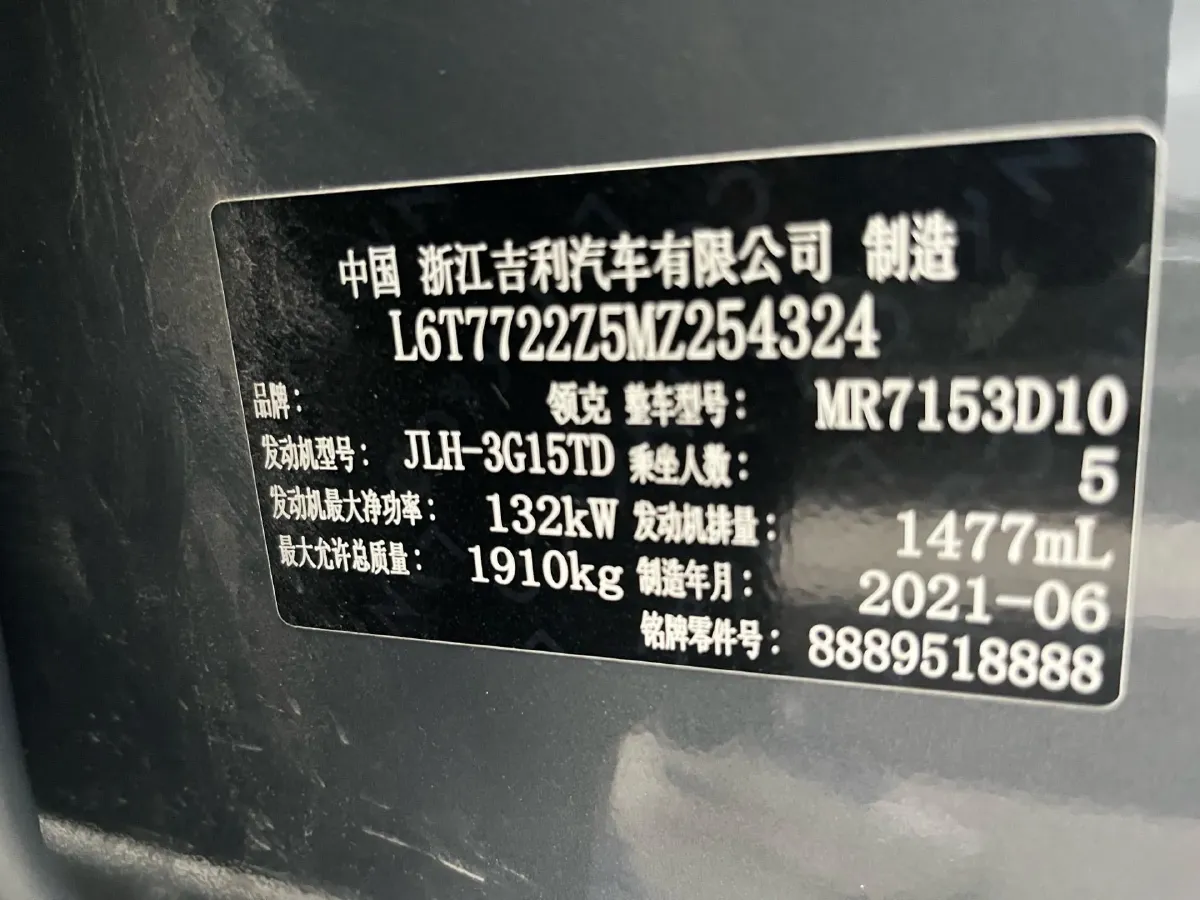 中国 浙江吉利汽车有限公司 制造
L6T7722Z5MZ254324
品牌： 领克 整车型号： MR7153D10
发动机型号： JLH-3G15TD 乘坐人数： 5
发动机最大净功率： 132kW 发动机排量： 1477mL
最大允许总质量： 1910kg 制造年月： 2021-06
铭牌零件号： 8889518888